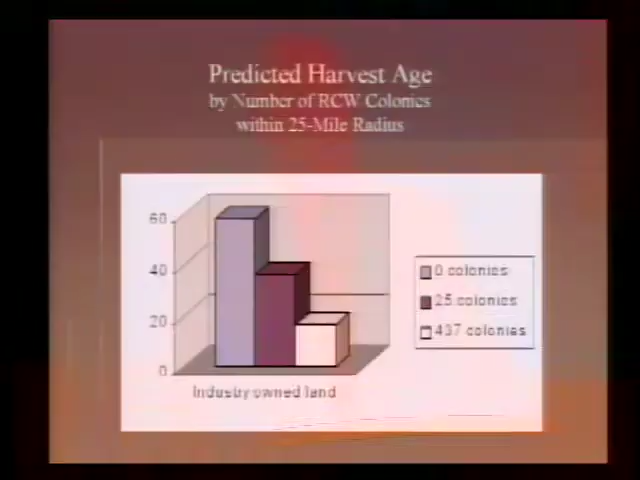 Predicted Harvest Age
by Number of RCW Colonies
within 25-Mile Radius
60
40
20
0
0 colonies
25 colonies
437 colonies
Industry owned land